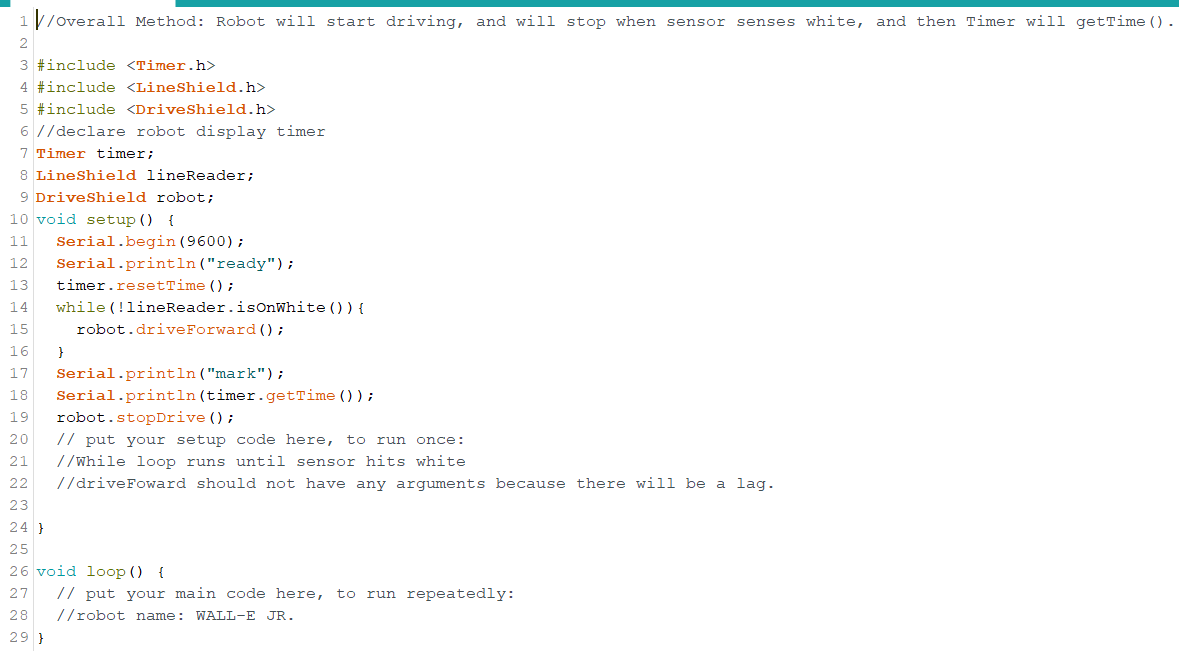 1 //Overall Method: Robot will start driving, and will stop when sensor senses white, and then Timer will getTime().
2
3 #include <Timer.h>
4 #include <LineShield.h>
5 #include <DriveShield.h>
6 //declare robot display timer
7 Timer timer;
8 LineShield lineReader;
9 DriveShield robot;
10 void setup() {
11   Serial.begin(9600);
12   Serial.println("ready");
13   timer.resetTime();
14   while(!lineReader.isOnWhite()){
15     robot.driveForward();
16   }
17   Serial.println("mark");
18   Serial.println(timer.getTime());
19   robot.stopDrive();
20   // put your setup code here, to run once:
21   //While loop runs until sensor hits white
22   //driveFoward should not have any arguments because there will be a lag.
23
24 }
25
26 void loop() {
27   // put your main code here, to run repeatedly:
28   //robot name: WALL-E JR.
29 }